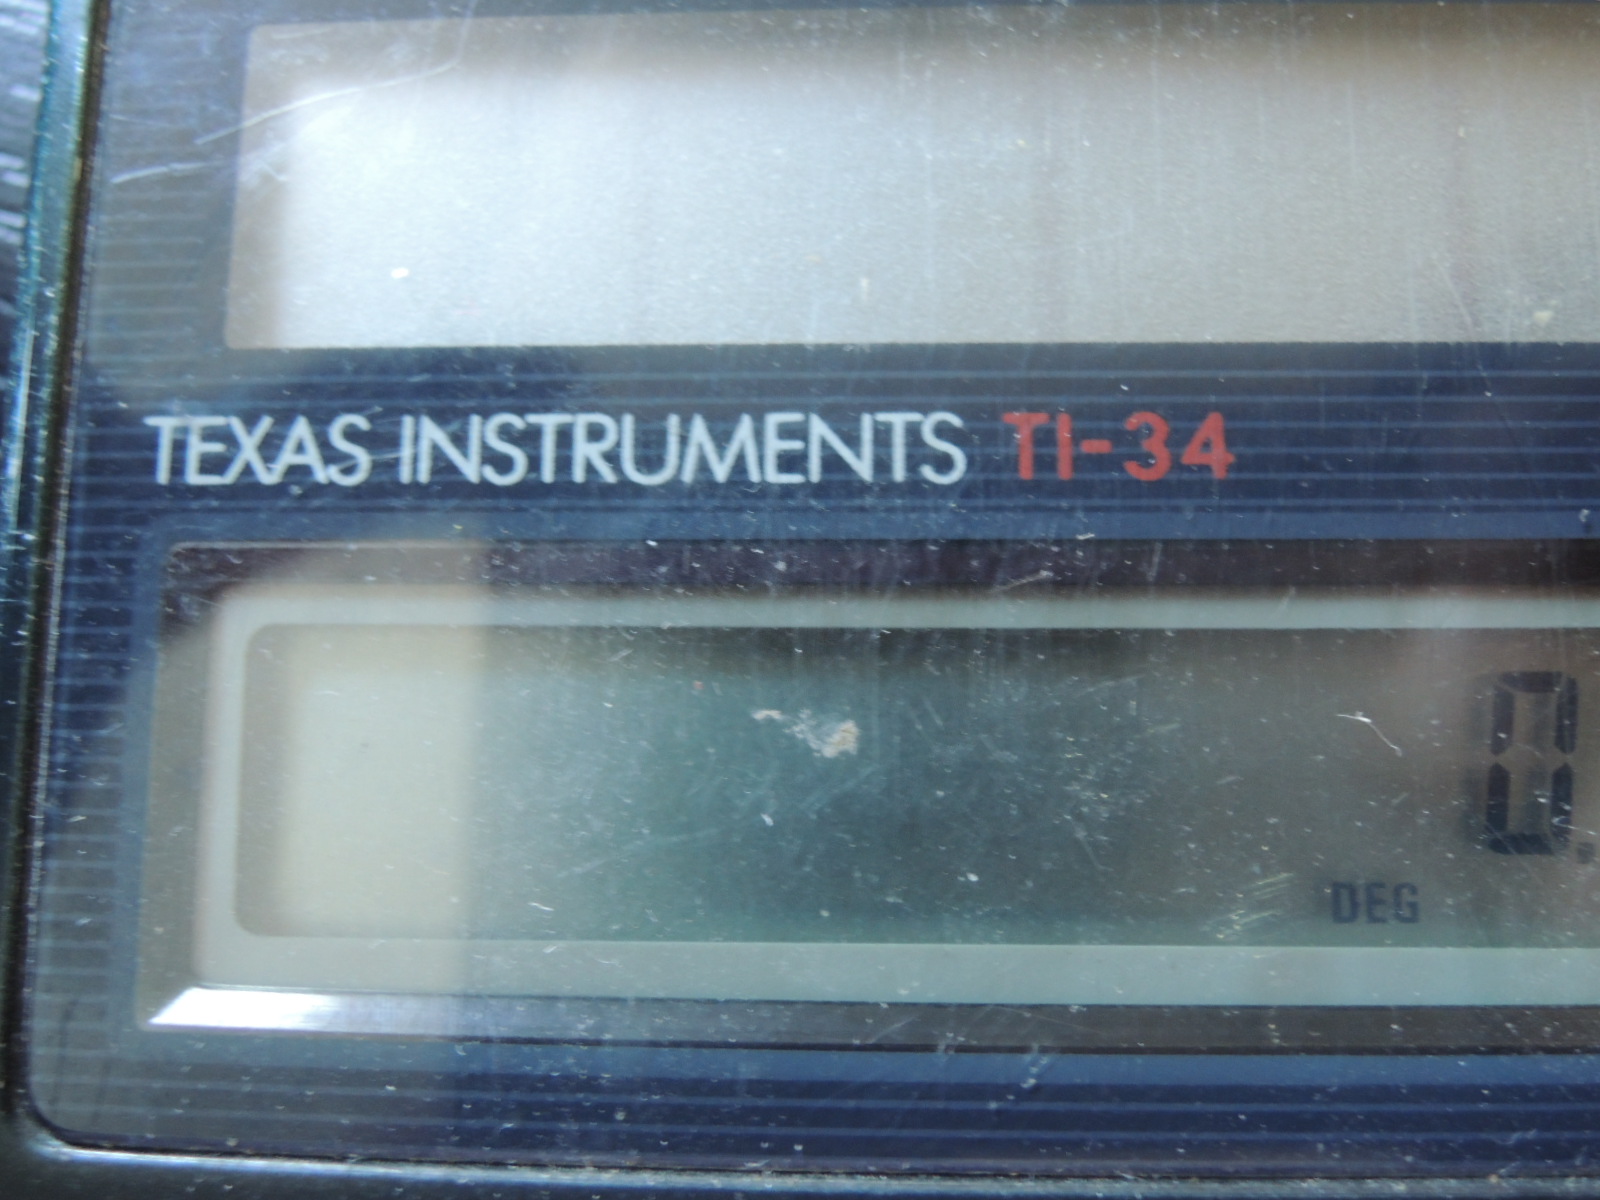 TEXAS INSTRUMENTS TI-34
0.
DEG